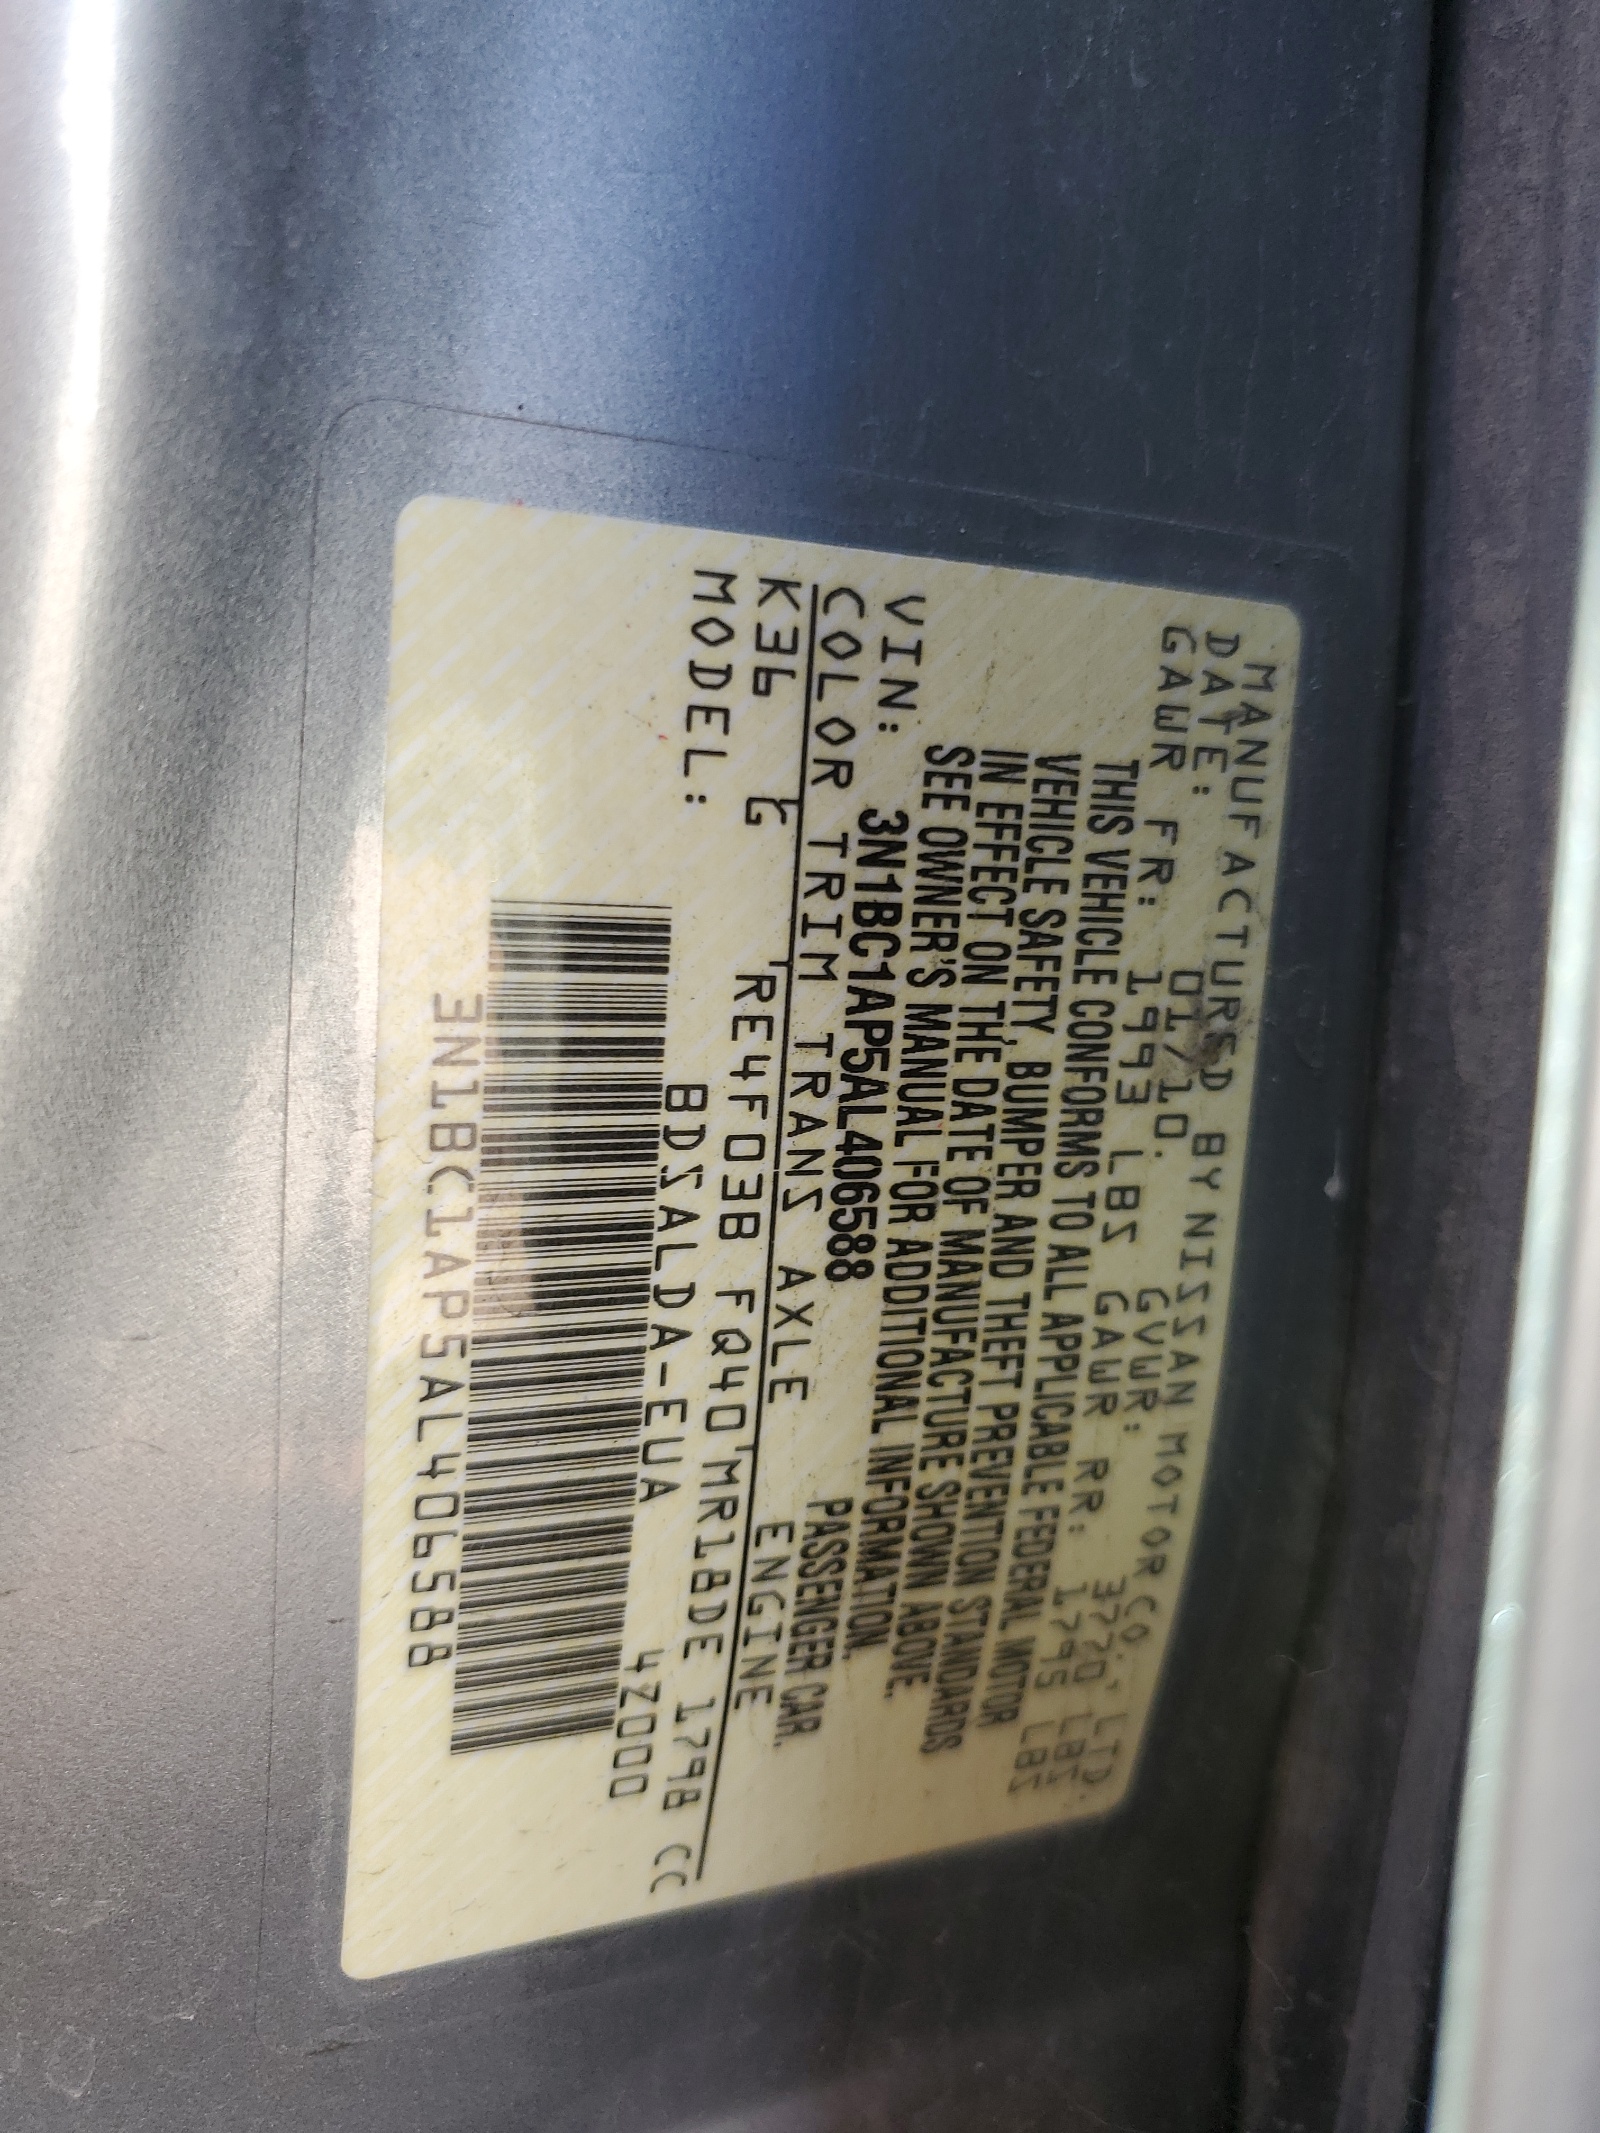 MANUFACTURED BY NISSAN MOTOR CO., LTD.
DATE: 01/10. GVWR: 3770 LBS
GAWR FR: 1993 LBS GAWR RR: 1795 LBS
THIS VEHICLE CONFORMS TO ALL APPLICABLE FEDERAL MOTOR
VEHICLE SAFETY, BUMPER AND THEFT PREVENTION STANDARDS
IN EFFECT ON THE DATE OF MANUFACTURE SHOWN ABOVE.
SEE OWNER'S MANUAL FOR ADDITIONAL INFORMATION.
VIN: 3N1BC1AP5AL406588 PASSENGER CAR.
COLOR TRIM TRANS AXLE ENGINE
K36 G RE4F03B FQ40 MR18DE 1798 CC
MODEL: BDSALDA-EUA 4Z000
3N1BC1AP5AL406588